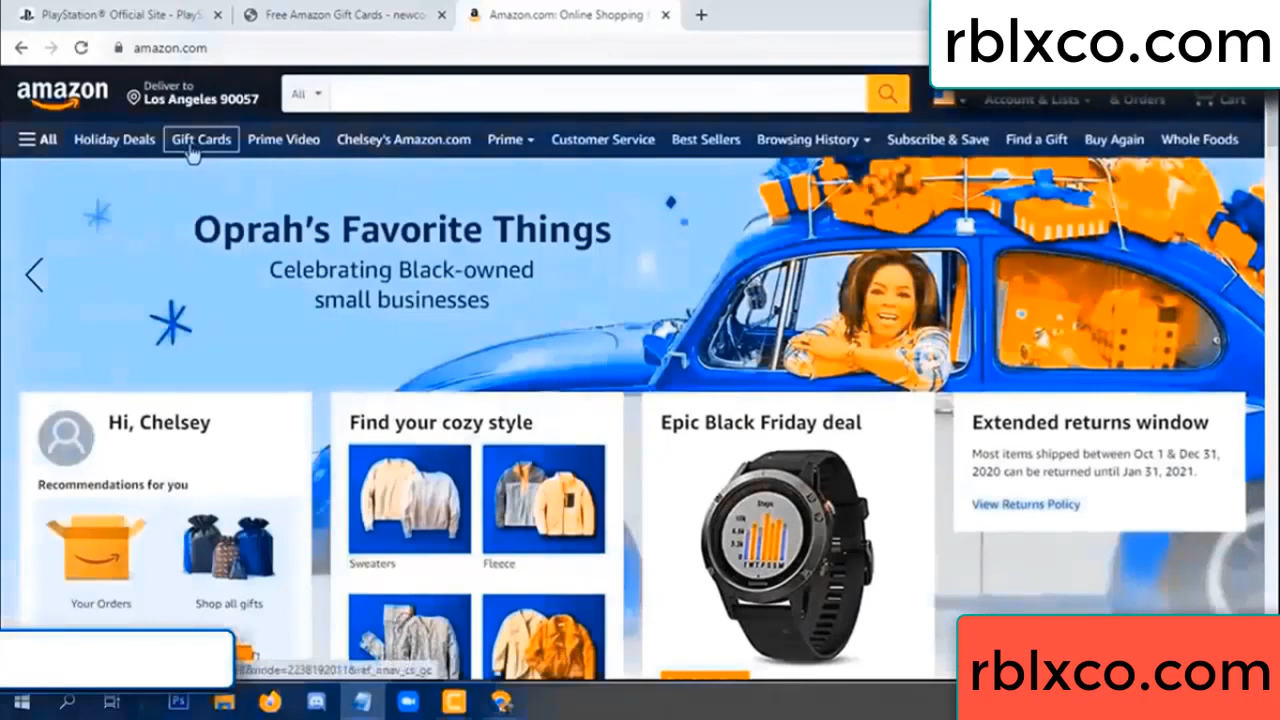 PlayStation® Official Site - PlayS
Free Amazon Gift Cards - newco
Amazon.com: Online Shopping
rblxco.com
amazon.com
amazon
Deliver to
Los Angeles 90057
All
Account & Lists
& Orders
Cart
All
Holiday Deals
Gift Cards
Prime Video
Chelsey's Amazon.com
Prime
Customer Service
Best Sellers
Browsing History
Subscribe & Save
Find a Gift
Buy Again
Whole Foods
Oprah's Favorite Things
Celebrating Black-owned
small businesses
Hi, Chelsey
Recommendations for you
Your Orders
Shop all gifts
Find your cozy style
Sweaters
Fleece
Epic Black Friday deal
Steps
Extended returns window
Most items shipped between Oct 1 & Dec 31,
2020 can be returned until Jan 31, 2021.
View Returns Policy
Ps
rblxco.com